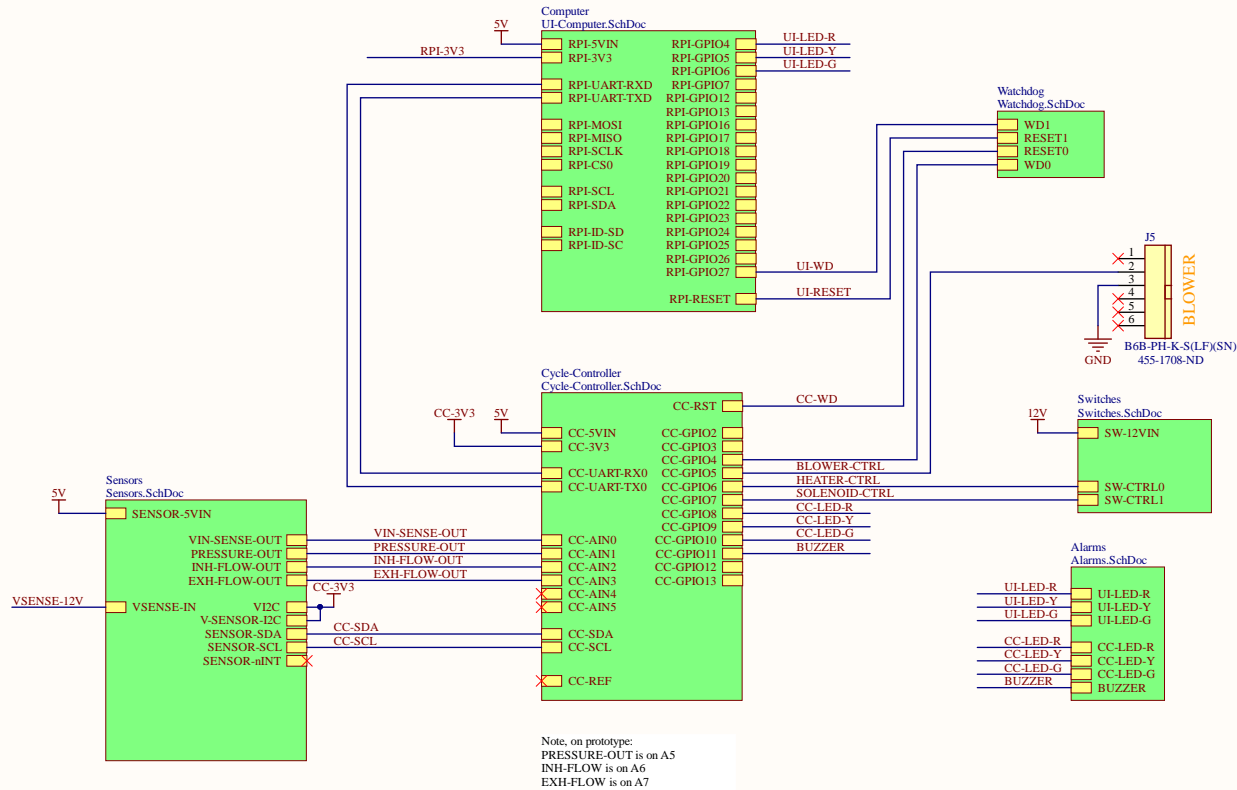 Computer
UI-Computer.SchDoc
5V
RPI-3V3
RPI-5VIN
RPI-3V3
RPI-UART-RXD
RPI-UART-TXD
RPI-MOSI
RPI-MISO
RPI-SCLK
RPI-CS0
RPI-SCL
RPI-SDA
RPI-ID-SD
RPI-ID-SC
RPI-GPIO4
RPI-GPIO5
RPI-GPIO6
RPI-GPIO7
RPI-GPIO12
RPI-GPIO13
RPI-GPIO16
RPI-GPIO17
RPI-GPIO18
RPI-GPIO19
RPI-GPIO20
RPI-GPIO21
RPI-GPIO22
RPI-GPIO23
RPI-GPIO24
RPI-GPIO25
RPI-GPIO26
RPI-GPIO27
RPI-RESET
UI-LED-R
UI-LED-Y
UI-LED-G
UI-WD
UI-RESET
Watchdog
Watchdog.SchDoc
WD1
RESET1
RESET0
WD0
J5
1
2
3
4
5
6
BLOWER
GND
B6B-PH-K-S(LF)(SN)
455-1708-ND
Cycle-Controller
Cycle-Controller.SchDoc
CC-3V3
5V
CC-5VIN
CC-3V3
CC-UART-RX0
CC-UART-TX0
CC-AIN0
CC-AIN1
CC-AIN2
CC-AIN3
CC-AIN4
CC-AIN5
CC-SDA
CC-SCL
CC-REF
CC-RST
CC-GPIO2
CC-GPIO3
CC-GPIO4
CC-GPIO5
CC-GPIO6
CC-GPIO7
CC-GPIO8
CC-GPIO9
CC-GPIO10
CC-GPIO11
CC-GPIO12
CC-GPIO13
CC-WD
BLOWER-CTRL
HEATER-CTRL
SOLENOID-CTRL
CC-LED-R
CC-LED-Y
CC-LED-G
BUZZER
Switches
Switches.SchDoc
12V
SW-12VIN
SW-CTRL0
SW-CTRL1
Sensors
Sensors.SchDoc
5V
SENSOR-5VIN
VSENSE-12V
VSENSE-IN
VIN-SENSE-OUT
PRESSURE-OUT
INH-FLOW-OUT
EXH-FLOW-OUT
VI2C
V-SENSOR-I2C
SENSOR-SDA
SENSOR-SCL
SENSOR-nINT
VIN-SENSE-OUT
PRESSURE-OUT
INH-FLOW-OUT
EXH-FLOW-OUT
CC-3V3
CC-SDA
CC-SCL
Alarms
Alarms.SchDoc
UI-LED-R
UI-LED-Y
UI-LED-G
CC-LED-R
CC-LED-Y
CC-LED-G
BUZZER
UI-LED-R
UI-LED-Y
UI-LED-G
CC-LED-R
CC-LED-Y
CC-LED-G
BUZZER
Note, on prototype:
PRESSURE-OUT is on A5
INH-FLOW is on A6
EXH-FLOW is on A7